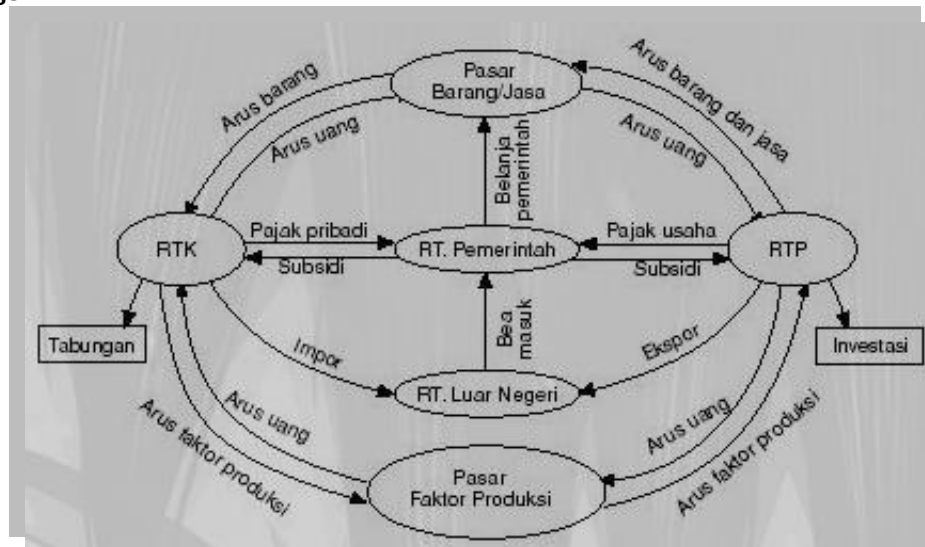 Pasar
Barang/Jasa
Arus barang
Arus uang
Arus barang dan jasa
Arus uang
Belanja
pemerintah
RTK
Pajak pribadi
Subsidi
RT. Pemerintah
Pajak usaha
Subsidi
RTP
Tabungan
Impor
Bea
masuk
Ekspor
Investasi
RT. Luar Negeri
Arus uang
Arus faktor produksi
Arus uang
Arus faktor produksi
Pasar
Faktor Produksi